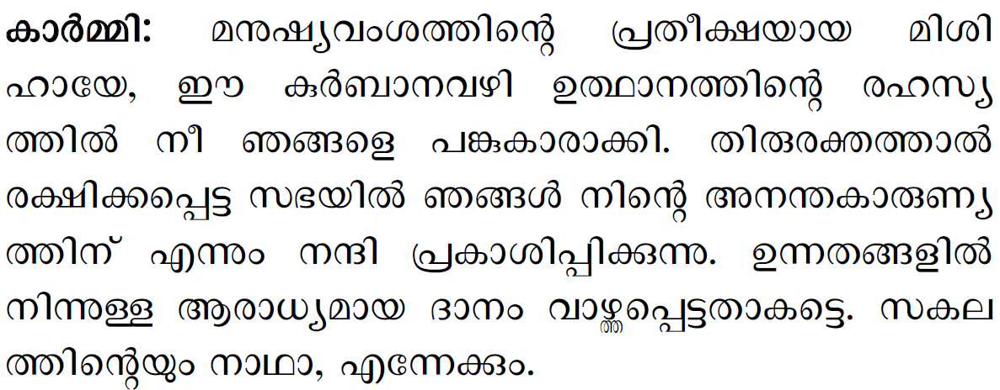 കാർമ്മി: മനുഷ്യവംശത്തിന്റെ പ്രതീക്ഷയായ മിശി
ഹായേ, ഈ കുർബാനവഴി ഉത്ഥാനത്തിന്റെ രഹസ്യ
ത്തിൽ നീ ഞങ്ങളെ പങ്കുകാരാക്കി. തിരുരക്തത്താൽ
രക്ഷിക്കപ്പെട്ട സഭയിൽ ഞങ്ങൾ നിന്റെ അനന്തകാരുണ്യ
ത്തിന് എന്നും നന്ദി പ്രകാശിപ്പിക്കുന്നു. ഉന്നതങ്ങളിൽ
നിന്നുള്ള ആരാധ്യമായ ദാനം വാഴ്ത്തപ്പെട്ടതാകട്ടെ. സകല
ത്തിന്റെയും നാഥാ, എന്നേക്കും.